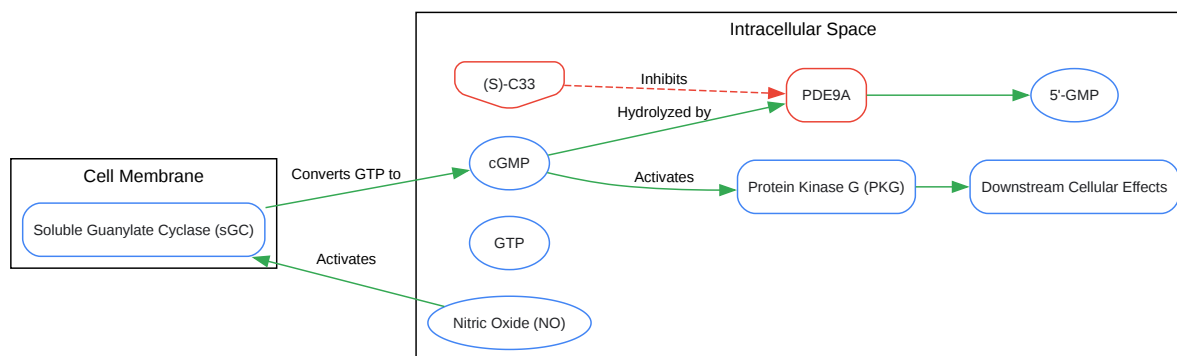 Intracellular Space
(S)-C33
Inhibits
PDE9A
5'-GMP
Hydrolyzed by
cGMP
Activates
Protein Kinase G (PKG)
Downstream Cellular Effects
Cell Membrane
Converts GTP to
Soluble Guanylate Cyclase (sGC)
GTP
Activates
Nitric Oxide (NO)